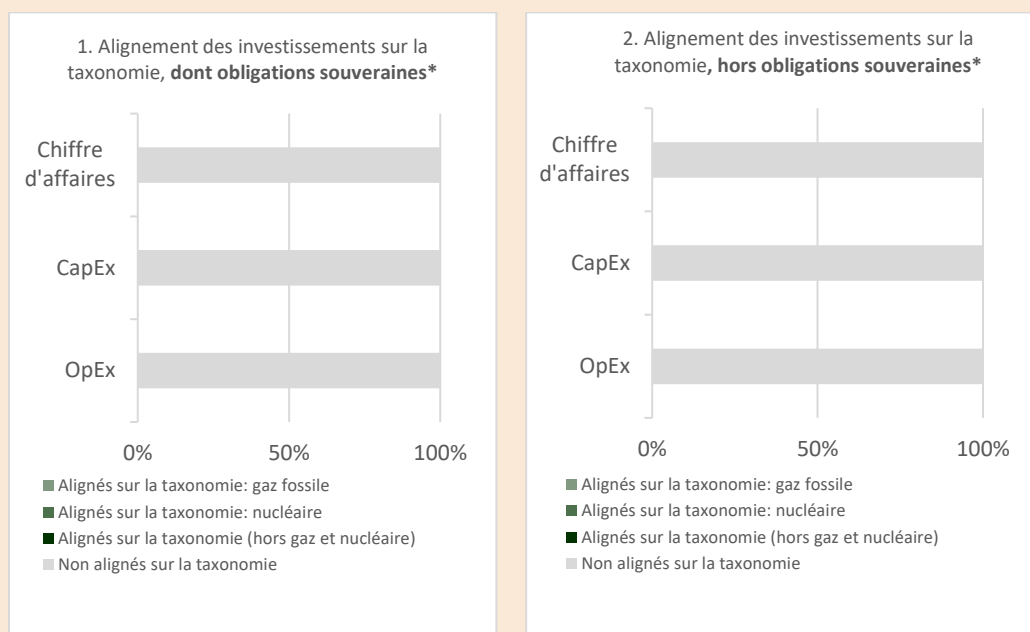 1. Alignement des investissements sur la
taxonomie, dont obligations souveraines*
Chiffre
d'affaires
CapEx
OpEx
0% 50% 100%
Alignés sur la taxonomie: gaz fossile
Alignés sur la taxonomie: nucléaire
Alignés sur la taxonomie (hors gaz et nucléaire)
Non alignés sur la taxonomie
2. Alignement des investissements sur la
taxonomie, hors obligations souveraines*
Chiffre
d'affaires
CapEx
OpEx
0% 50% 100%
Alignés sur la taxonomie: gaz fossile
Alignés sur la taxonomie: nucléaire
Alignés sur la taxonomie (hors gaz et nucléaire)
Non alignés sur la taxonomie